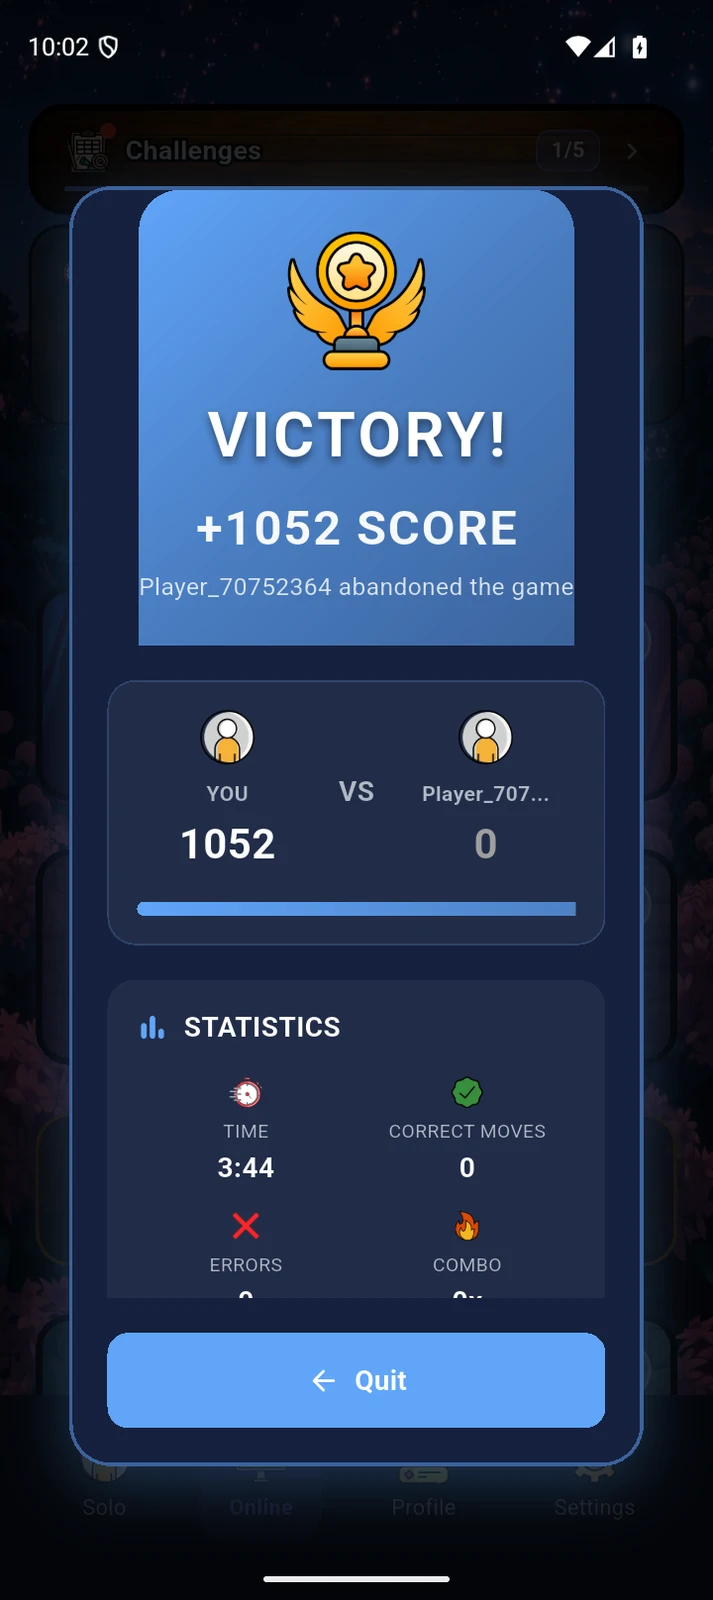 10:02
Challenges
1/5
VICTORY!
+1052 SCORE
Player_70752364 abandoned the game
YOU
VS
Player_707...
1052
0
STATISTICS
TIME
CORRECT MOVES
3:44
0
ERRORS
COMBO
Quit
Solo
Online
Profile
Settings